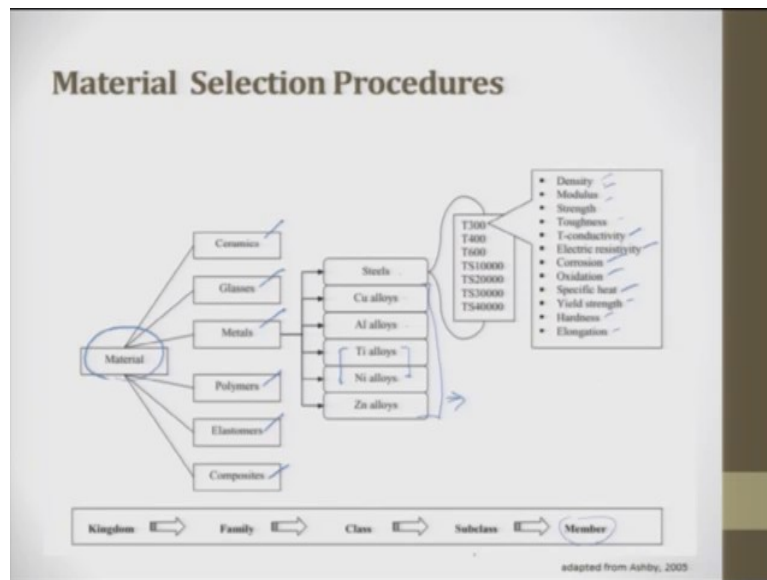 Material Selection Procedures
Ceramics
Glasses
Metals
Material
Polymers
Elastomers
Composites
Steels
Cu alloys
Al alloys
Ti alloys
Ni alloys
Zn alloys
T300
T400
T600
TS10000
TS20000
TS30000
TS40000
• Density
• Modulus
• Strength
• Toughness
• T-conductivity
• Electric resistivity
• Corrosion
• Oxidation
• Specific heat
• Yield strength
• Hardness
• Elongation
Kingdom Family Class Subclass Member
adapted from Ashby, 2005